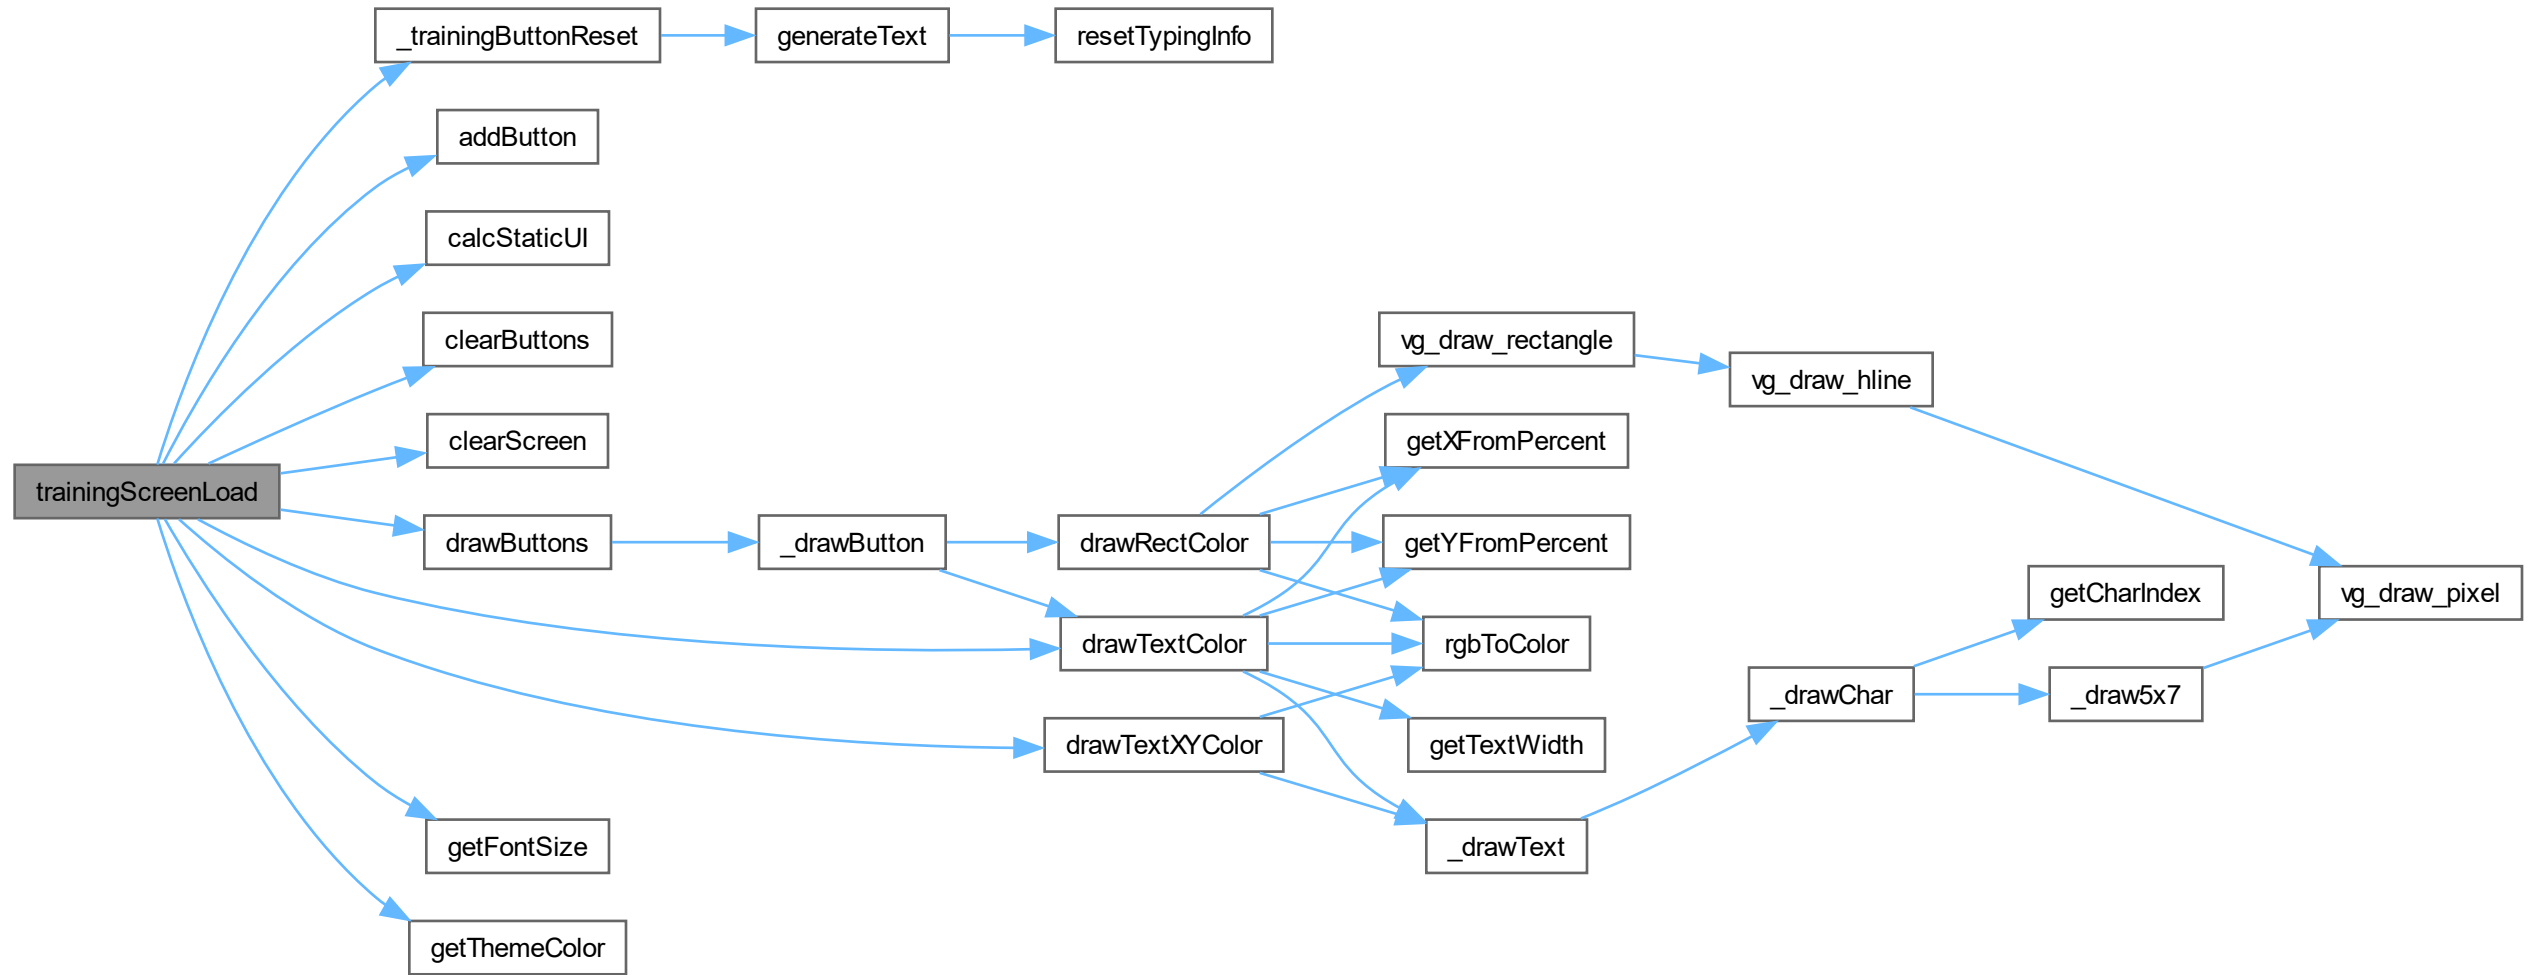 _trainingButtonReset
generateText
resetTypingInfo
addButton
calcStaticUI
clearButtons
vg_draw_rectangle
vg_draw_hline
clearScreen
getXFromPercent
trainingScreenLoad
drawButtons
_drawButton
drawRectColor
getYFromPercent
getCharIndex
vg_draw_pixel
drawTextColor
rgbToColor
_drawChar
_draw5x7
drawTextXYColor
getTextWidth
getFontSize
_drawText
getThemeColor